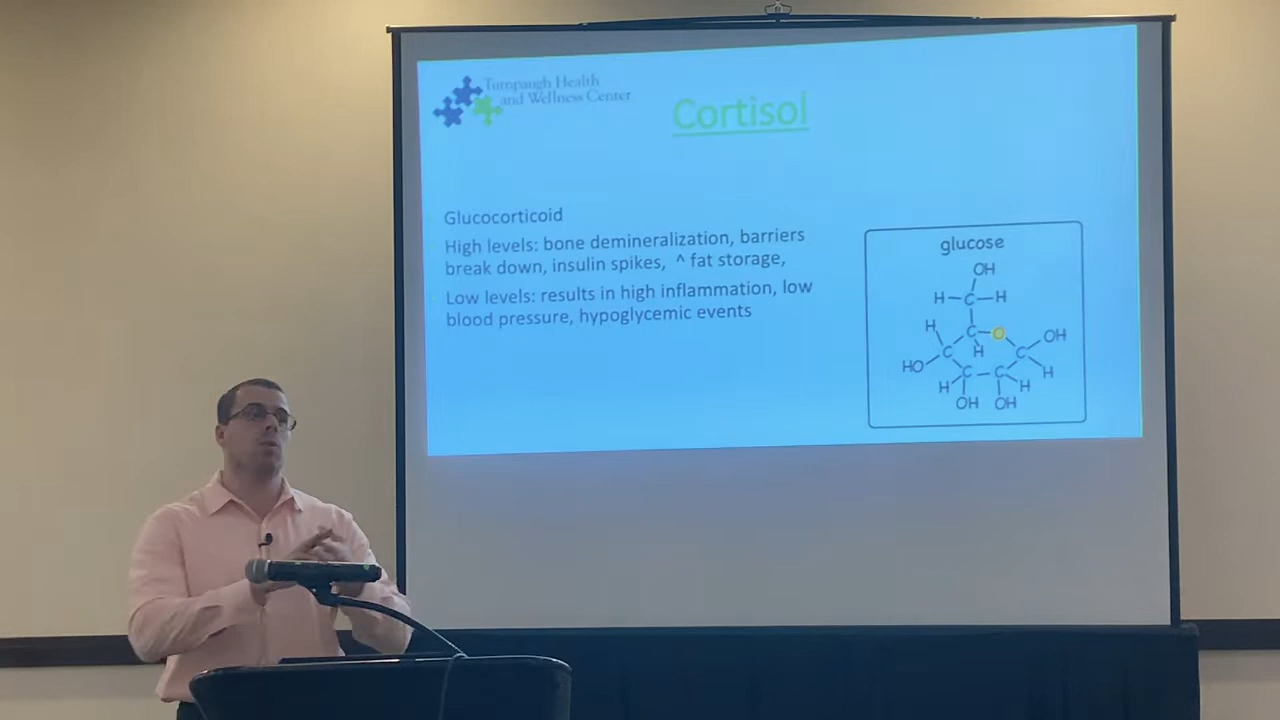 Turnpaugh Health
and Wellness Center
Cortisol
Glucocorticoid
High levels: bone demineralization, barriers
break down, insulin spikes, ^ fat storage,
Low levels: results in high inflammation, low
blood pressure, hypoglycemic events
glucose
OH
H–C–H
H C–O OH
HO C H C H
H C–C H
OH OH